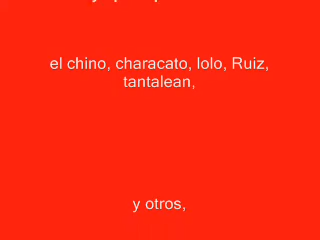 el chino, characato, lolo, Ruiz,
tantalean,
y otros,